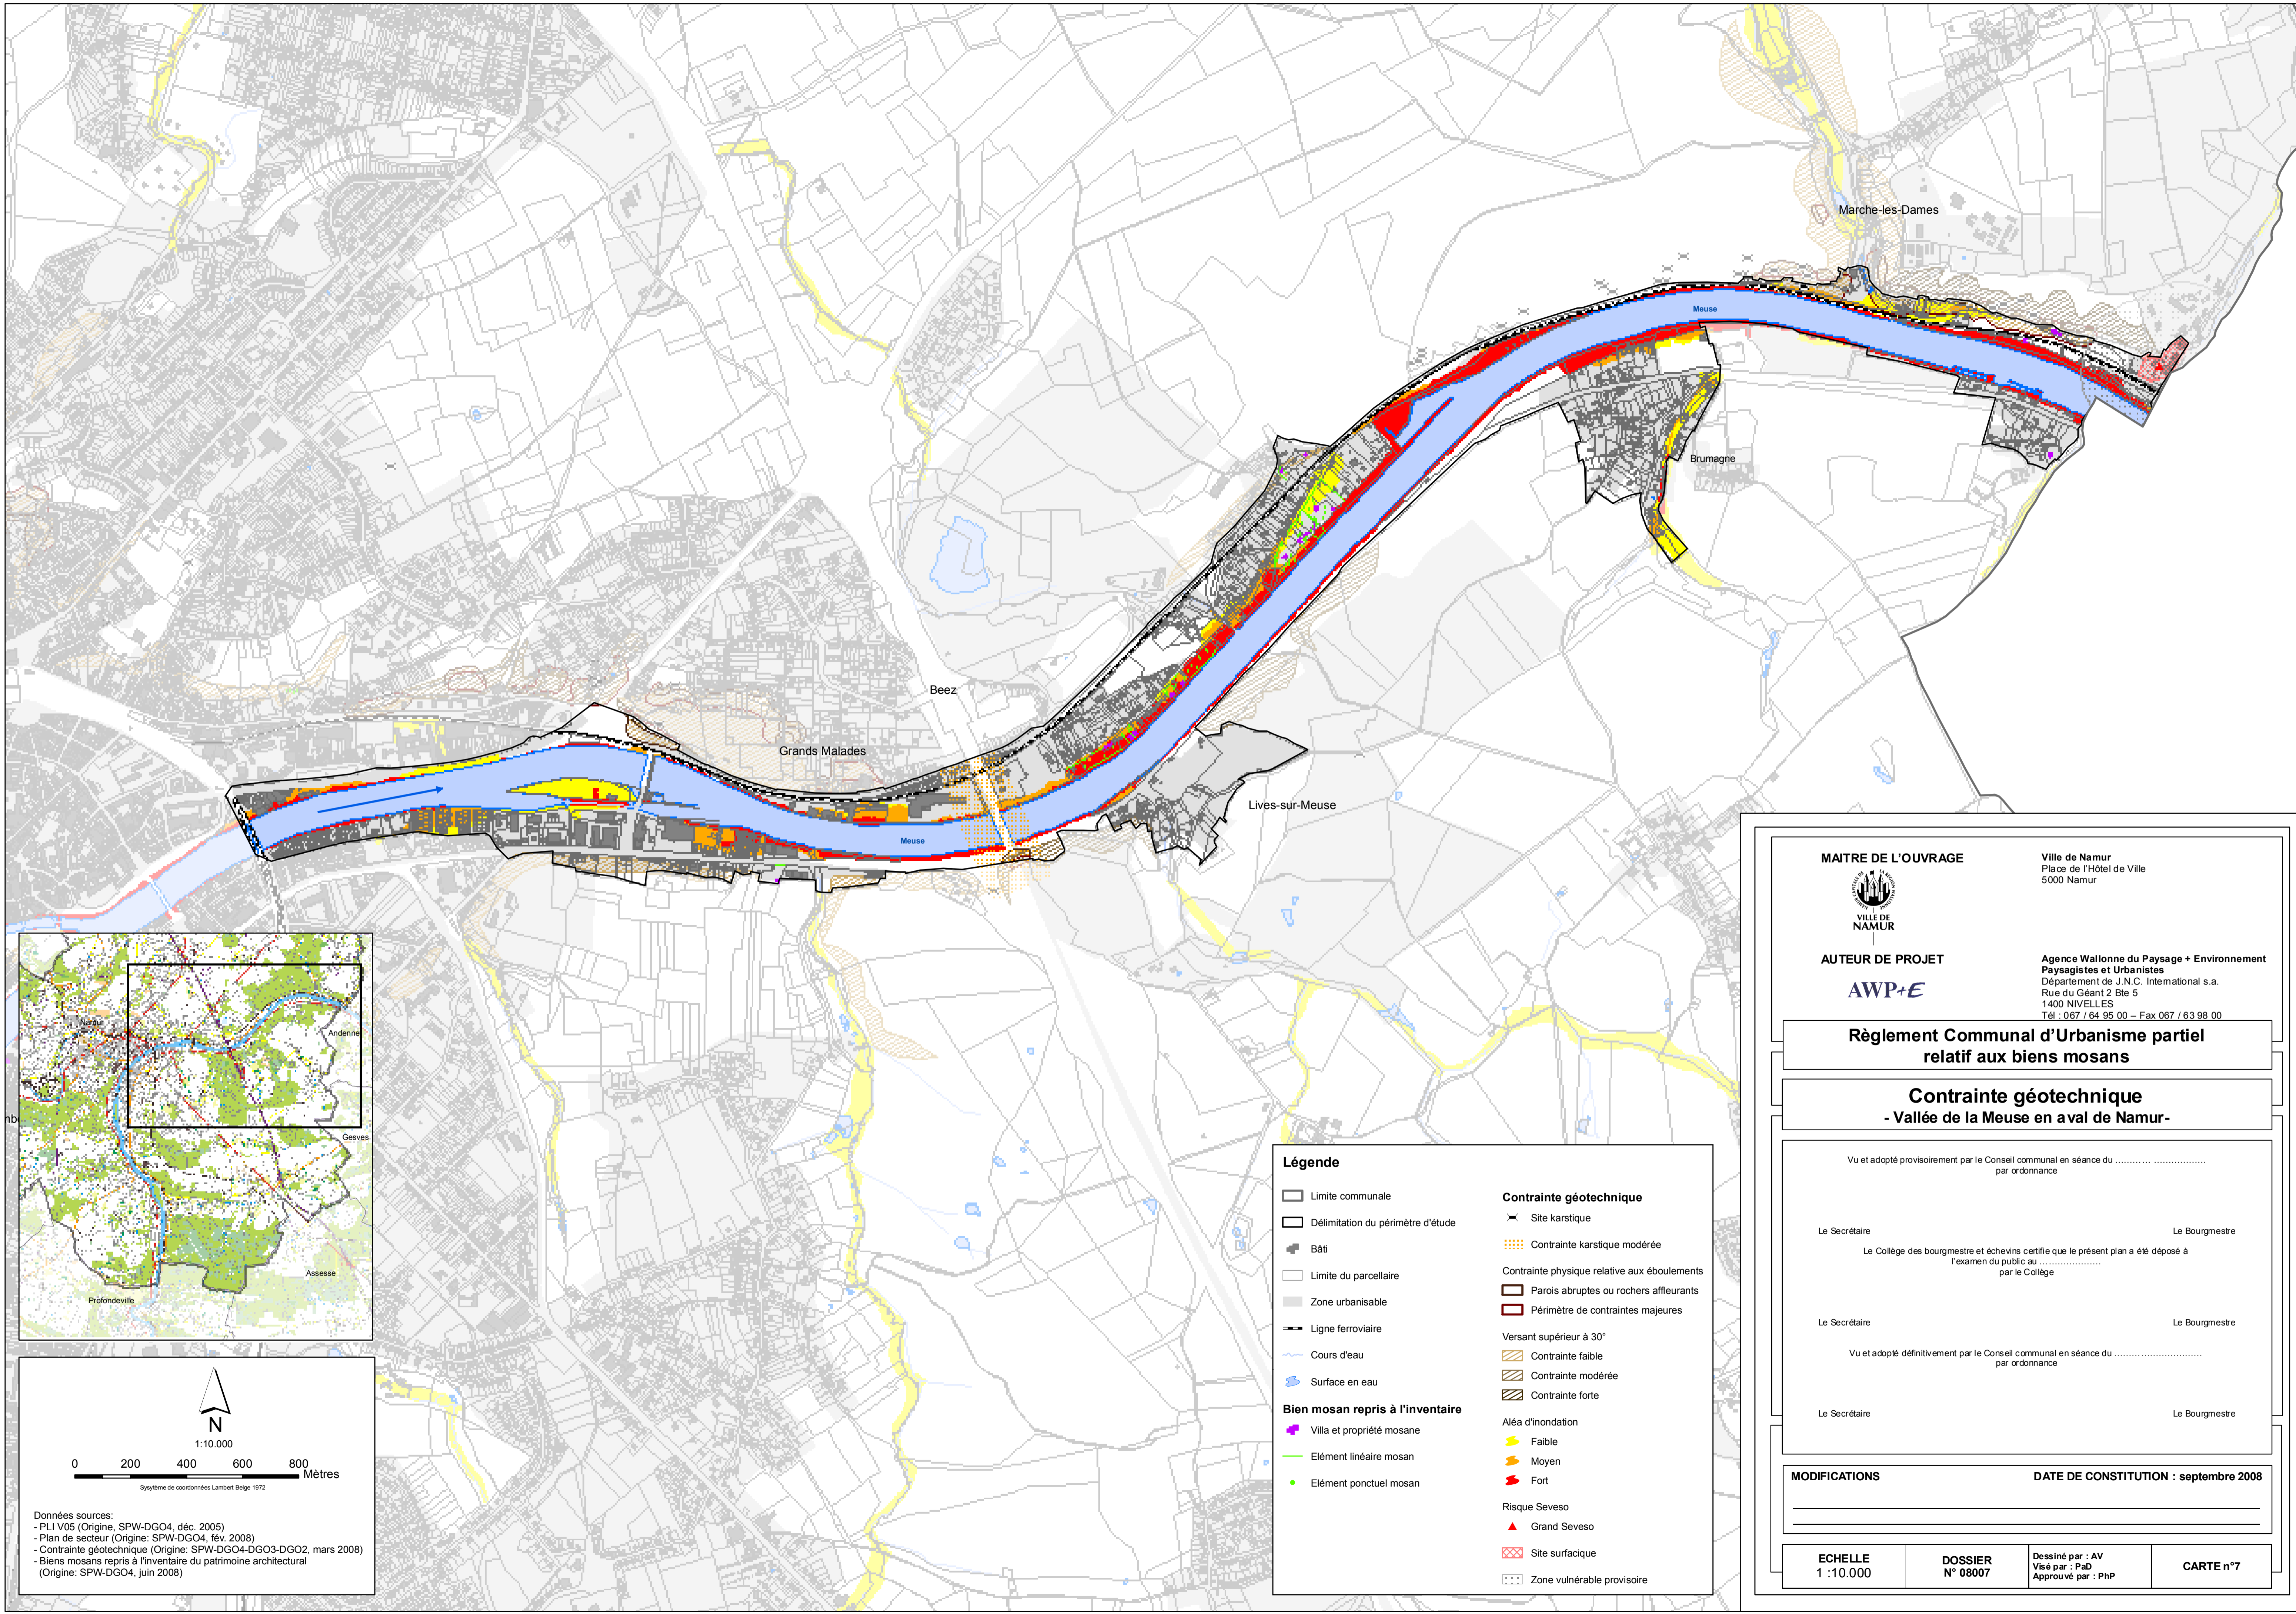 Marche-les-Dames
Meuse
Brumagne
Beez
Grands Malades
Lives-sur-Meuse
Meuse
Namur
Andenne
Gesves
Assesse
Profondeville
N
1:10.000
0 200 400 600 800
Mètres
Sysytème de coordonnées Lambert Belge 1972
Données sources:
- PLI V05 (Origine, SPW-DGO4, déc. 2005)
- Plan de secteur (Origine: SPW-DGO4, fév. 2008)
- Contrainte géotechnique (Origine: SPW-DGO4-DGO3-DGO2, mars 2008)
- Biens mosans repris à l'inventaire du patrimoine architectural
(Origine: SPW-DGO4, juin 2008)
Légende
Limite communale
Délimitation du périmètre d'étude
Bâti
Limite du parcellaire
Zone urbanisable
Ligne ferroviaire
Cours d'eau
Surface en eau
Bien mosan repris à l'inventaire
Villa et propriété mosane
Elément linéaire mosan
Elément ponctuel mosan
Contrainte géotechnique
Site karstique
Contrainte karstique modérée
Contrainte physique relative aux éboulements
Parois abruptes ou rochers affleurants
Périmètre de contraintes majeures
Versant supérieur à 30°
Contrainte faible
Contrainte modérée
Contrainte forte
Aléa d'inondation
Faible
Moyen
Fort
Risque Seveso
Grand Seveso
Site surfacique
Zone vulnérable provisoire
MAITRE DE L'OUVRAGE
VILLE DE
NAMUR
Ville de Namur
Place de l'Hôtel de Ville
5000 Namur
AUTEUR DE PROJET
AWP+E
Agence Wallonne du Paysage + Environnement
Paysagistes et Urbanistes
Département de J.N.C. International s.a.
Rue du Géant 2 Bte 5
1400 NIVELLES
Tél : 067 / 64 95 00 – Fax 067 / 63 98 00
Règlement Communal d'Urbanisme partiel
relatif aux biens mosans
Contrainte géotechnique
- Vallée de la Meuse en aval de Namur-
Vu et adopté provisoirement par le Conseil communal en séance du ........... ..................
par ordonnance
Le Secrétaire Le Bourgmestre
Le Collège des bourgmestre et échevins certifie que le présent plan a été déposé à
l'examen du public au .....................
par le Collège
Le Secrétaire Le Bourgmestre
Vu et adopté définitivement par le Conseil communal en séance du ..............................
par ordonnance
Le Secrétaire Le Bourgmestre
MODIFICATIONS DATE DE CONSTITUTION : septembre 2008
ECHELLE
1 :10.000
DOSSIER
N° 08007
Dessiné par : AV
Visé par : PaD
Approuvé par : PhP
CARTE n°7